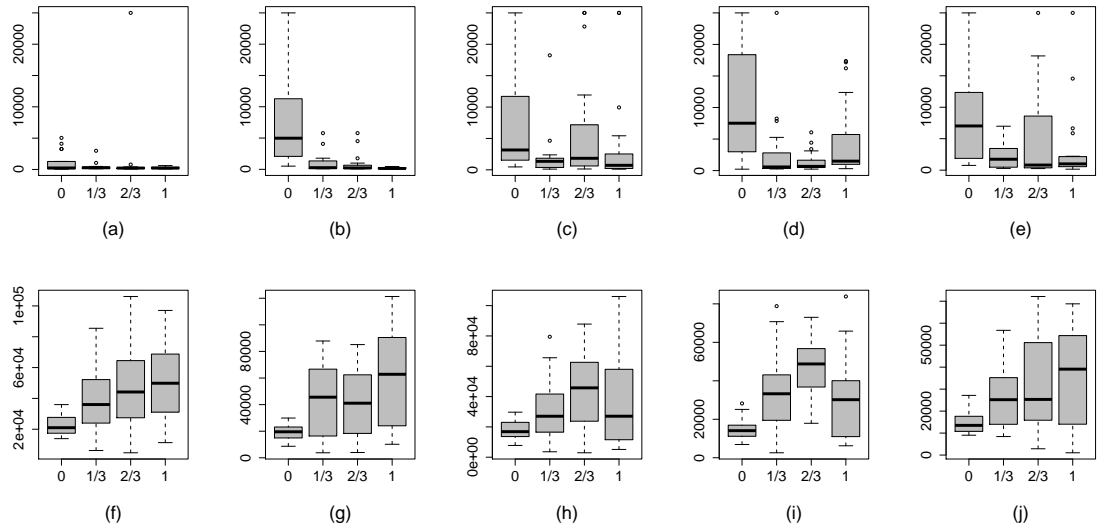 0 10000 20000
0 1/3 2/3 1
(a)
0 10000 20000
0 1/3 2/3 1
(b)
0 10000 20000
0 1/3 2/3 1
(c)
0 10000 20000
0 1/3 2/3 1
(d)
0 10000 20000
0 1/3 2/3 1
(e)
2e+04 6e+04 1e+05
0 1/3 2/3 1
(f)
0 40000 80000
0 1/3 2/3 1
(g)
0e+00 4e+04 8e+04
0 1/3 2/3 1
(h)
0 20000 60000
0 1/3 2/3 1
(i)
0 20000 50000
0 1/3 2/3 1
(j)